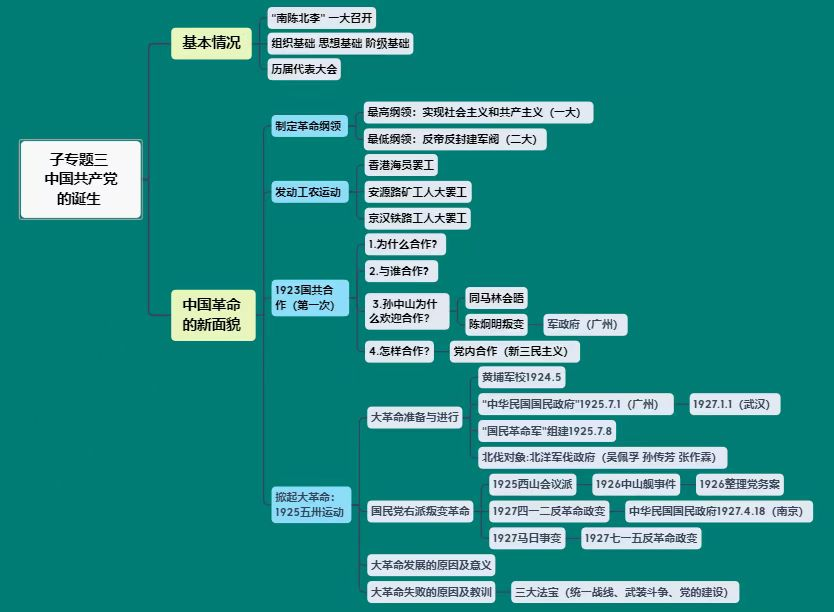 子专题三
中国共产党
的诞生
基本情况
“南陈北李” 一大召开
组织基础 思想基础 阶级基础
历届代表大会
中国革命
的新面貌
制定革命纲领
最高纲领：实现社会主义和共产主义（一大）
最低纲领：反帝反封建军阀（二大）
发动工农运动
香港海员罢工
安源路矿工人大罢工
京汉铁路工人大罢工
1923国共合
作（第一次）
1.为什么合作？
2.与谁合作？
3.孙中山为什
么欢迎合作？
同马林会晤
陈炯明叛变
军政府（广州）
4.怎样合作?
党内合作（新三民主义）
掀起大革命：
1925五卅运动
大革命准备与进行
黄埔军校1924.5
“中华民国国民政府”1925.7.1（广州）
1927.1.1（武汉）
“国民革命军”组建1925.7.8
北伐对象:北洋军伐政府（吴佩孚 孙传芳 张作霖）
国民党右派叛变革命
1925西山会议派
1926中山舰事件
1926整理党务案
1927四一二反革命政变
中华民国国民政府1927.4.18（南京）
1927马日事变
1927七一五反革命政变
大革命发展的原因及意义
大革命失败的原因及教训
三大法宝（统一战线、武装斗争、党的建设）